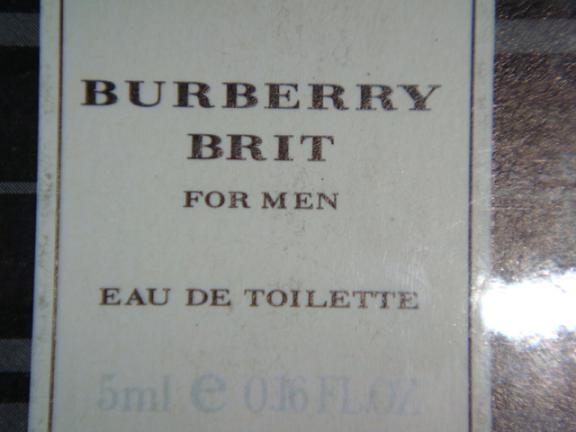 BURBERRY
BRIT
FOR MEN
EAU DE TOILETTE
5ml e 0.16 FL.OZ